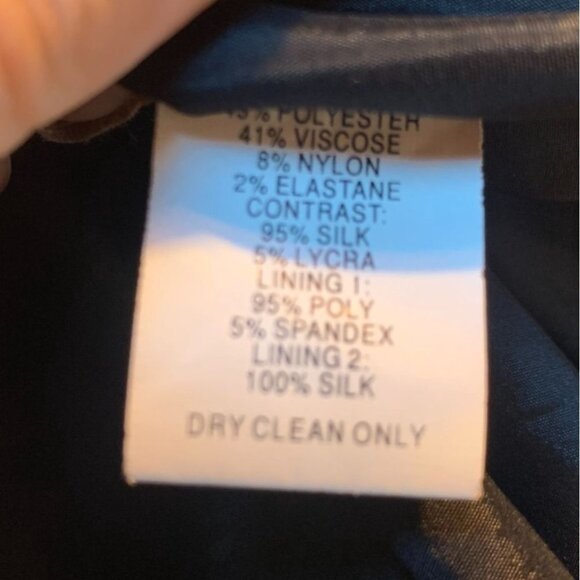 POLYESTER
41% VISCOSE
8% NYLON
2% ELASTANE
CONTRAST:
95% SILK
5% LYCRA
LINING 1:
95% POLY
5% SPANDEX
LINING 2:
100% SILK
DRY CLEAN ONLY